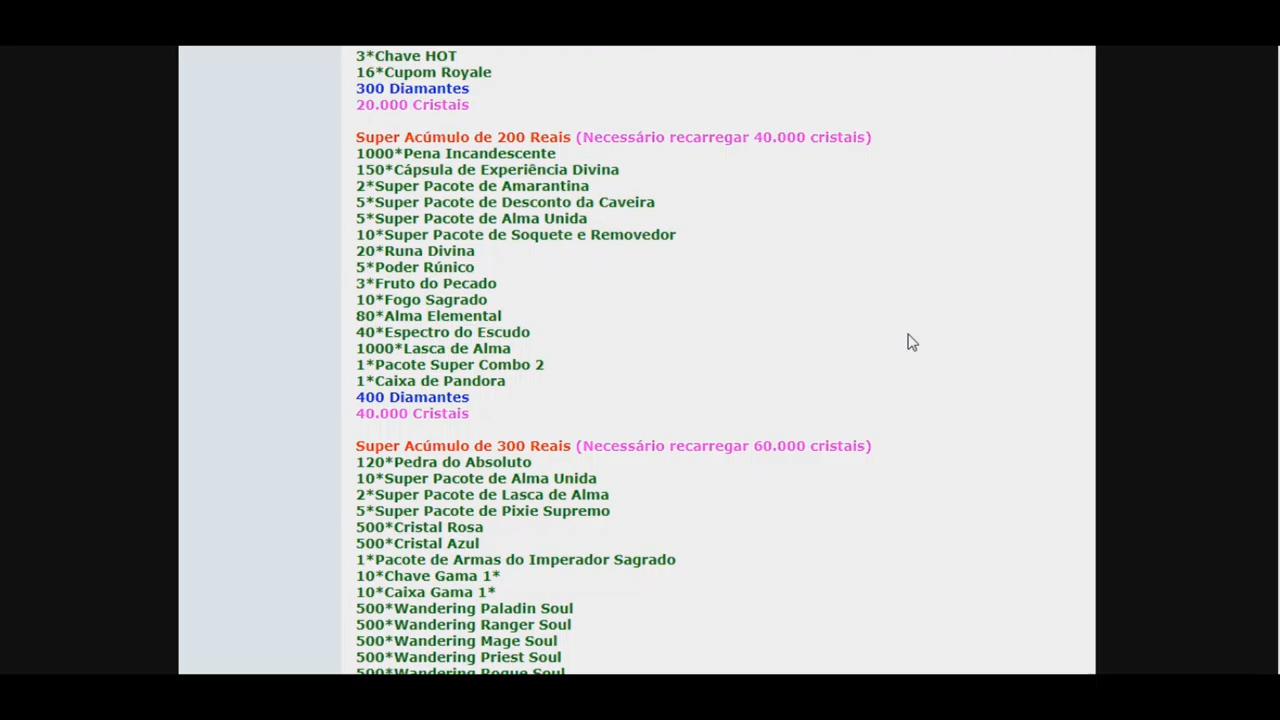 3*Chave HOT
16*Cupom Royale
300 Diamantes
20.000 Cristais
Super Acúmulo de 200 Reais (Necessário recarregar 40.000 cristais)
1000*Pena Incandescente
150*Cápsula de Experiência Divina
2*Super Pacote de Amarantina
5*Super Pacote de Desconto da Caveira
5*Super Pacote de Alma Unida
10*Super Pacote de Soquete e Removedor
20*Runa Divina
5*Poder Rúnico
3*Fruto do Pecado
10*Fogo Sagrado
80*Alma Elemental
40*Espectro do Escudo
1000*Lasca de Alma
1*Pacote Super Combo 2
1*Caixa de Pandora
400 Diamantes
40.000 Cristais
Super Acúmulo de 300 Reais (Necessário recarregar 60.000 cristais)
120*Pedra do Absoluto
10*Super Pacote de Alma Unida
2*Super Pacote de Lasca de Alma
5*Super Pacote de Pixie Supremo
500*Cristal Rosa
500*Cristal Azul
1*Pacote de Armas do Imperador Sagrado
10*Chave Gama 1*
10*Caixa Gama 1*
500*Wandering Paladin Soul
500*Wandering Ranger Soul
500*Wandering Mage Soul
500*Wandering Priest Soul
500*Wandering Rogue Soul